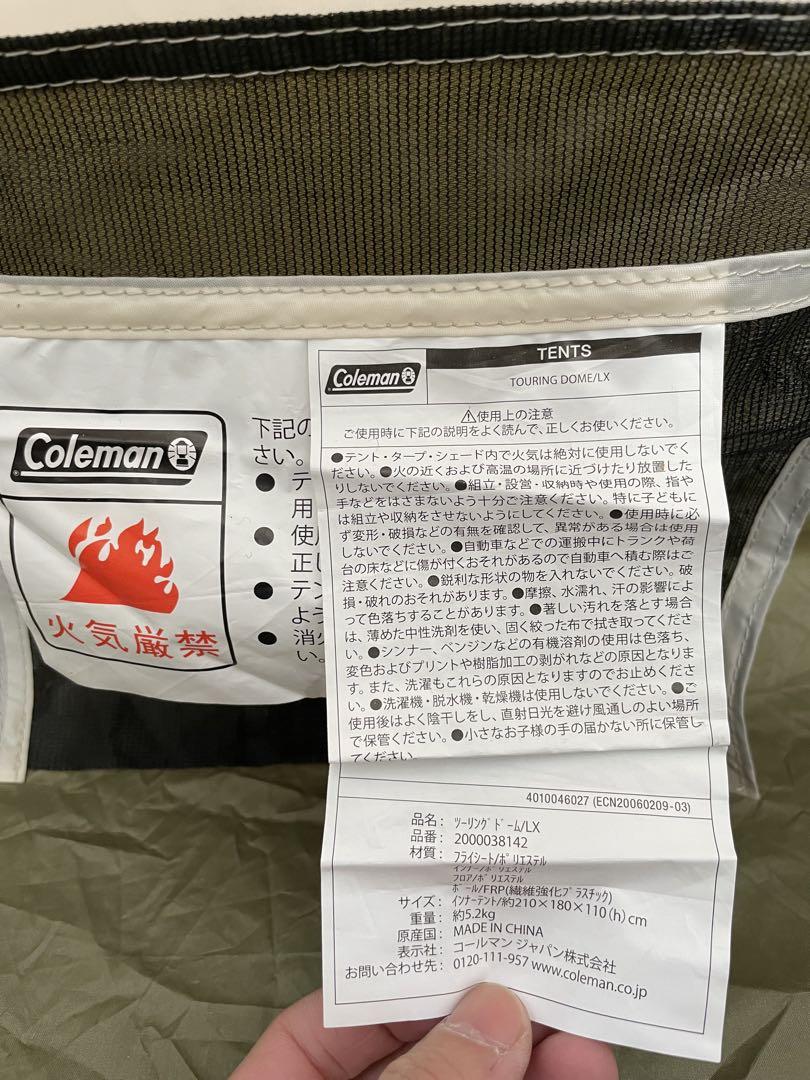 Coleman
火気厳禁
下記の
さい。
● テ
用
● 使用
正し
● テン
よう
● 消火
い。
Coleman
TENTS
TOURING DOME/LX
⚠使用上の注意
ご使用時に下記の説明をよく読んで、正しくお使いください。
●テント・タープ・シェード内で火気は絶対に使用しないでく
ださい。●火の近くおよび高温の場所に近づけたり放置した
りしないでください。●組立・設営・収納時や使用の際、指や
手などをはさまないよう十分ご注意ください。特に子どもに
は組立や収納をさせないようにしてください。●使用時に必
ず変形・破損などの有無を確認して、異常がある場合は使用
しないでください。●自動車などでの運搬中にトランクや荷
台の床などに傷が付くおそれがあるので自動車へ積む際はご
注意ください。●鋭利な形状の物を入れないでください。破
損・破れのおそれがあります。●摩擦、水濡れ、汗の影響によ
って色落ちすることがあります。●著しい汚れを落とす場合
は、薄めた中性洗剤を使い、固く絞った布で拭き取ってくださ
い。●シンナー、ベンジンなどの有機溶剤の使用は色落ち、
変色およびプリントや樹脂加工の剥がれなどの原因となりま
す。また、洗濯もこれらの原因となりますのでお止めくださ
い。●洗濯機・脱水機・乾燥機は使用しないでください。●ご
使用後はよく陰干しをし、直射日光を避け風通しのよい場所
で保管ください。●小さなお子様の手の届かない所に保管し
てください。
4010046027 (ECN20060209-03)
品名： ツーリングドーム/LX
品番： 2000038142
材質： フライシート/ポリエステル
インナー/ポリエステル
フロア/ポリエステル
ポール/FRP(繊維強化プラスチック)
サイズ： インナーテント/約210×180×110(h)cm
重量： 約5.2kg
原産国： MADE IN CHINA
表示社： コールマン ジャパン株式会社
お問い合わせ先： 0120-111-957 www.coleman.co.jp